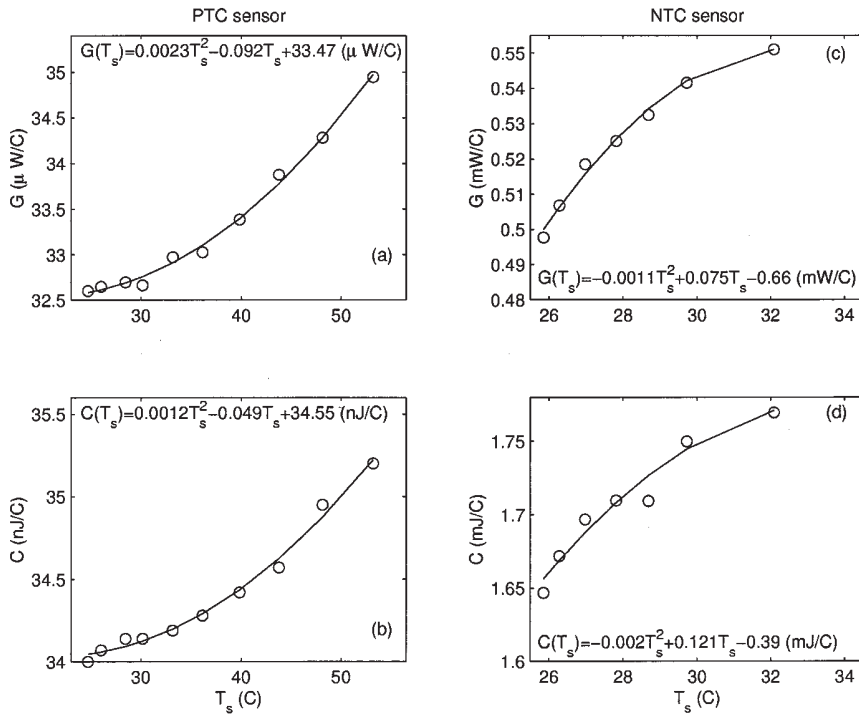 PTC sensor
G(T_s)=0.0023T_s^2−0.092T_s+33.47 (μ W/C)
35
34.5
34
33.5
33
32.5
G (μ W/C)
(a)
30
40
50
NTC sensor
0.55
0.54
0.53
0.52
0.51
0.5
0.49
0.48
G (mW/C)
(c)
G(T_s)=−0.0011T_s^2+0.075T_s−0.66 (mW/C)
26
28
30
32
34
C(T_s)=0.0012T_s^2−0.049T_s+34.55 (nJ/C)
35.5
35
34.5
34
C (nJ/C)
(b)
30
40
50
T_s (C)
(d)
1.75
1.7
1.65
1.6
C (mJ/C)
C(T_s)=−0.002T_s^2+0.121T_s−0.39 (mJ/C)
26
28
30
32
34
T_s (C)